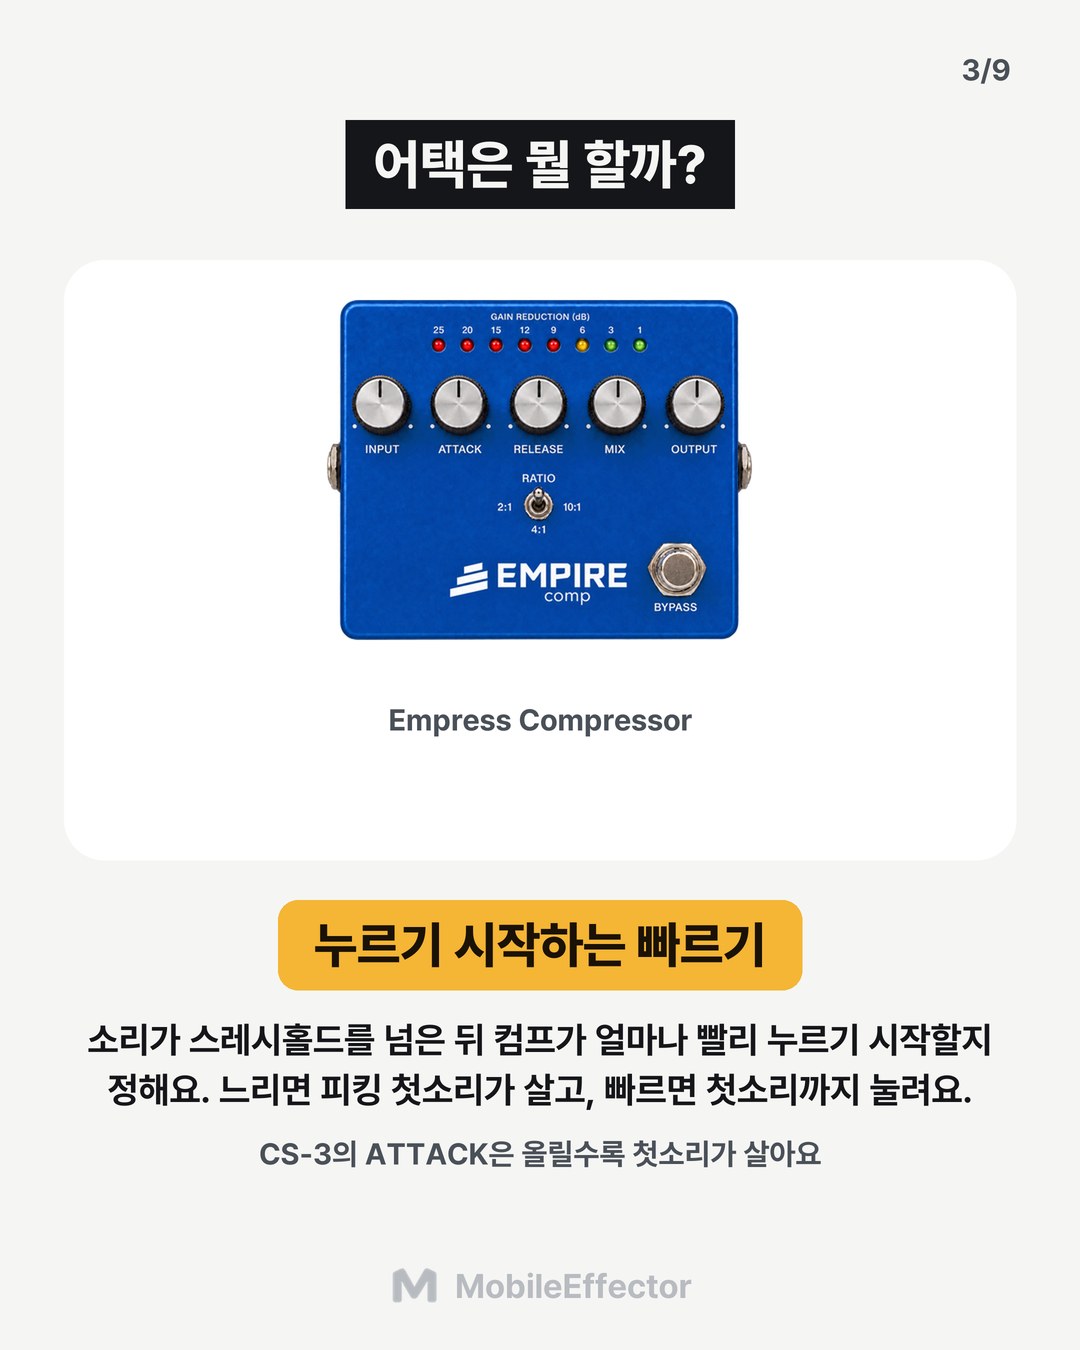 3/9
어택은 뭘 할까?
GAIN REDUCTION (dB)
25 20 15 12 9 6 3 1
INPUT ATTACK RELEASE MIX OUTPUT
RATIO
2:1 10:1
4:1
EMPIRE
comp
BYPASS
Empress Compressor
누르기 시작하는 빠르기
소리가 스레시홀드를 넘은 뒤 컴프가 얼마나 빨리 누르기 시작할지
정해요. 느리면 피킹 첫소리가 살고, 빠르면 첫소리까지 눌려요.
CS-3의 ATTACK은 올릴수록 첫소리가 살아요
MobileEffector